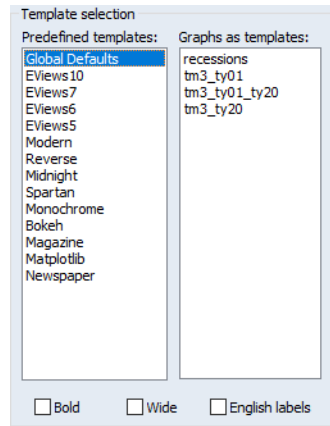 Template selection
Predefined templates:
Global Defaults
EViews10
EViews7
EViews6
EViews5
Modern
Reverse
Midnight
Spartan
Monochrome
Bokeh
Magazine
Matplotlib
Newspaper
Graphs as templates:
recessions
tm3_ty01
tm3_ty01_ty20
tm3_ty20
Bold
Wide
English labels